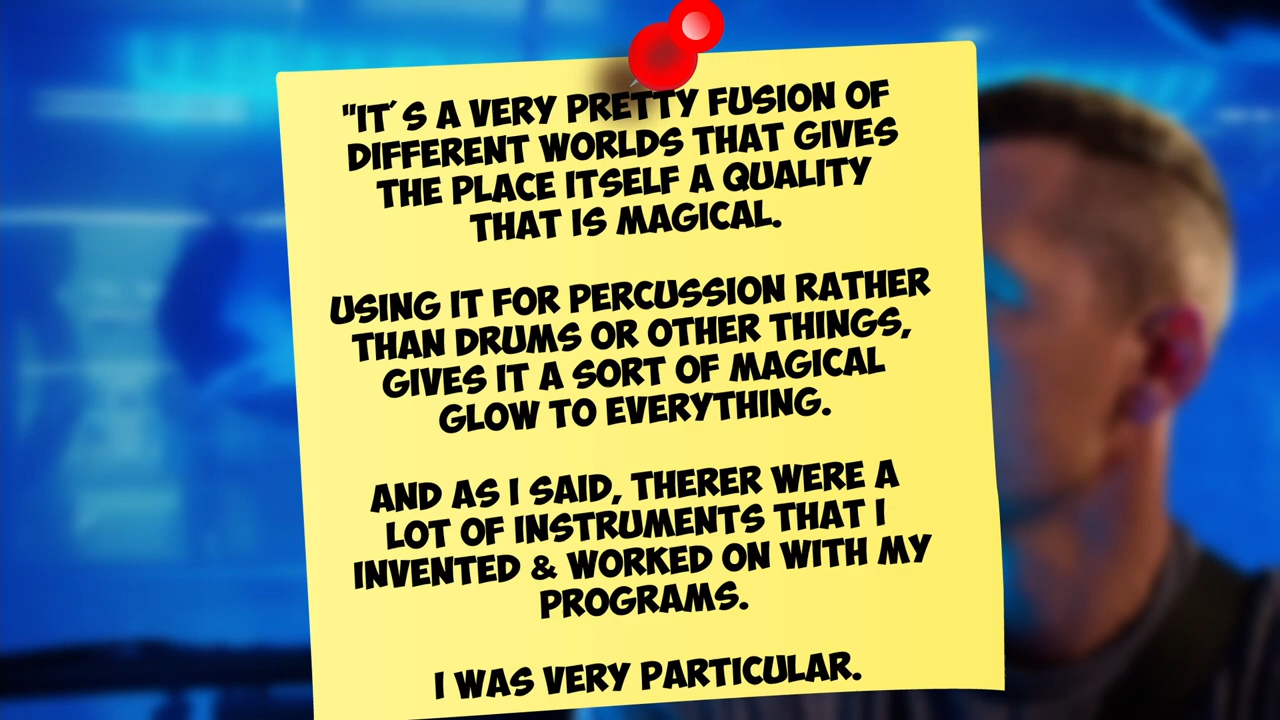 "IT´S A VERY PRETTY FUSION OF
DIFFERENT WORLDS THAT GIVES
THE PLACE ITSELF A QUALITY
THAT IS MAGICAL.
USING IT FOR PERCUSSION RATHER
THAN DRUMS OR OTHER THINGS,
GIVES IT A SORT OF MAGICAL
GLOW TO EVERYTHING.
AND AS I SAID, THERER WERE A
LOT OF INSTRUMENTS THAT I
INVENTED & WORKED ON WITH MY
PROGRAMS.
I WAS VERY PARTICULAR.